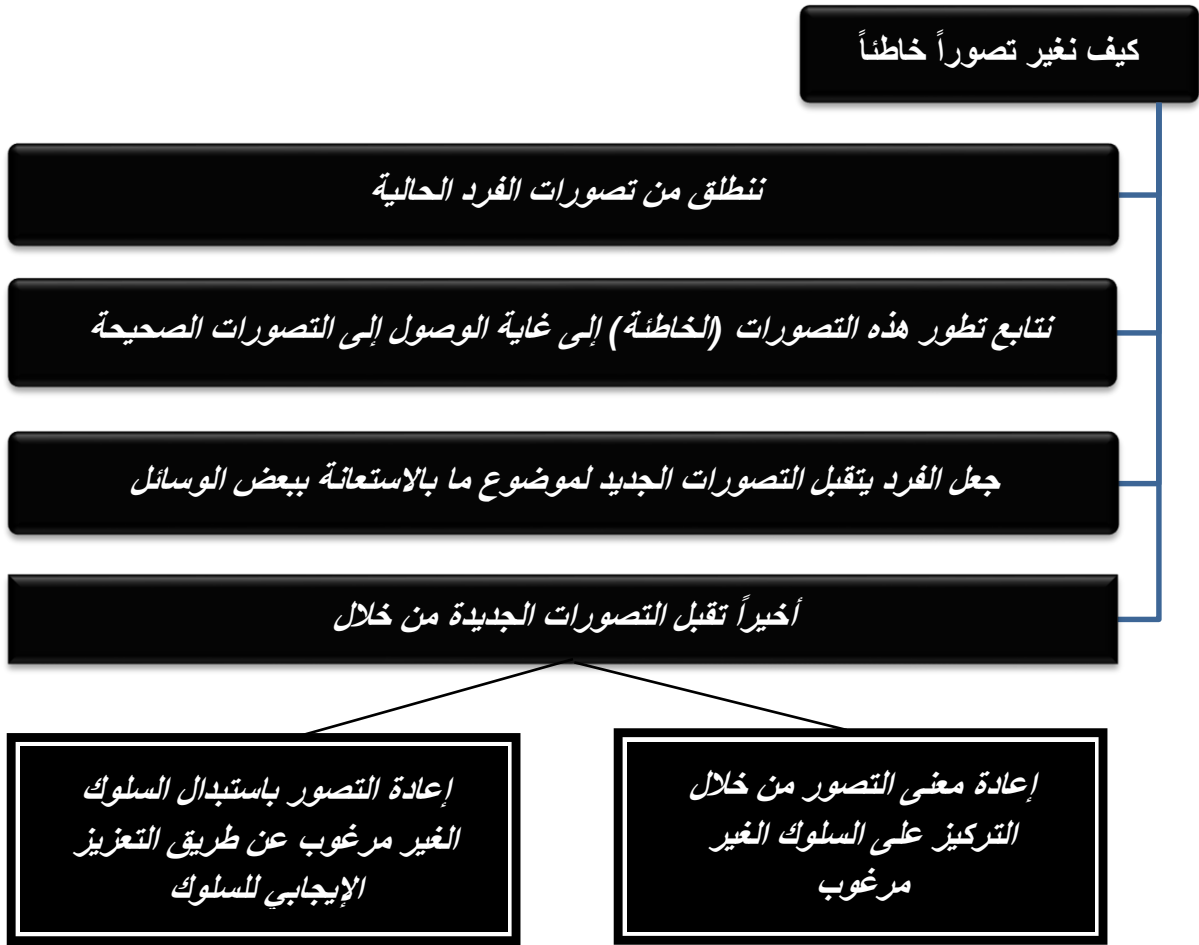 كيف نغير تصوراً خاطئاً
ننطلق من تصورات الفرد الحالية
نتابع تطور هذه التصورات (الخاطئة) إلى غاية الوصول إلى التصورات الصحيحة
جعل الفرد يتقبل التصورات الجديد لموضوع ما بالاستعانة ببعض الوسائل
أخيراً تقبل التصورات الجديدة من خلال
إعادة معنى التصور من خلال
التركيز على السلوك الغير
مرغوب
إعادة التصور باستبدال السلوك
الغير مرغوب عن طريق التعزيز
الإيجابي للسلوك